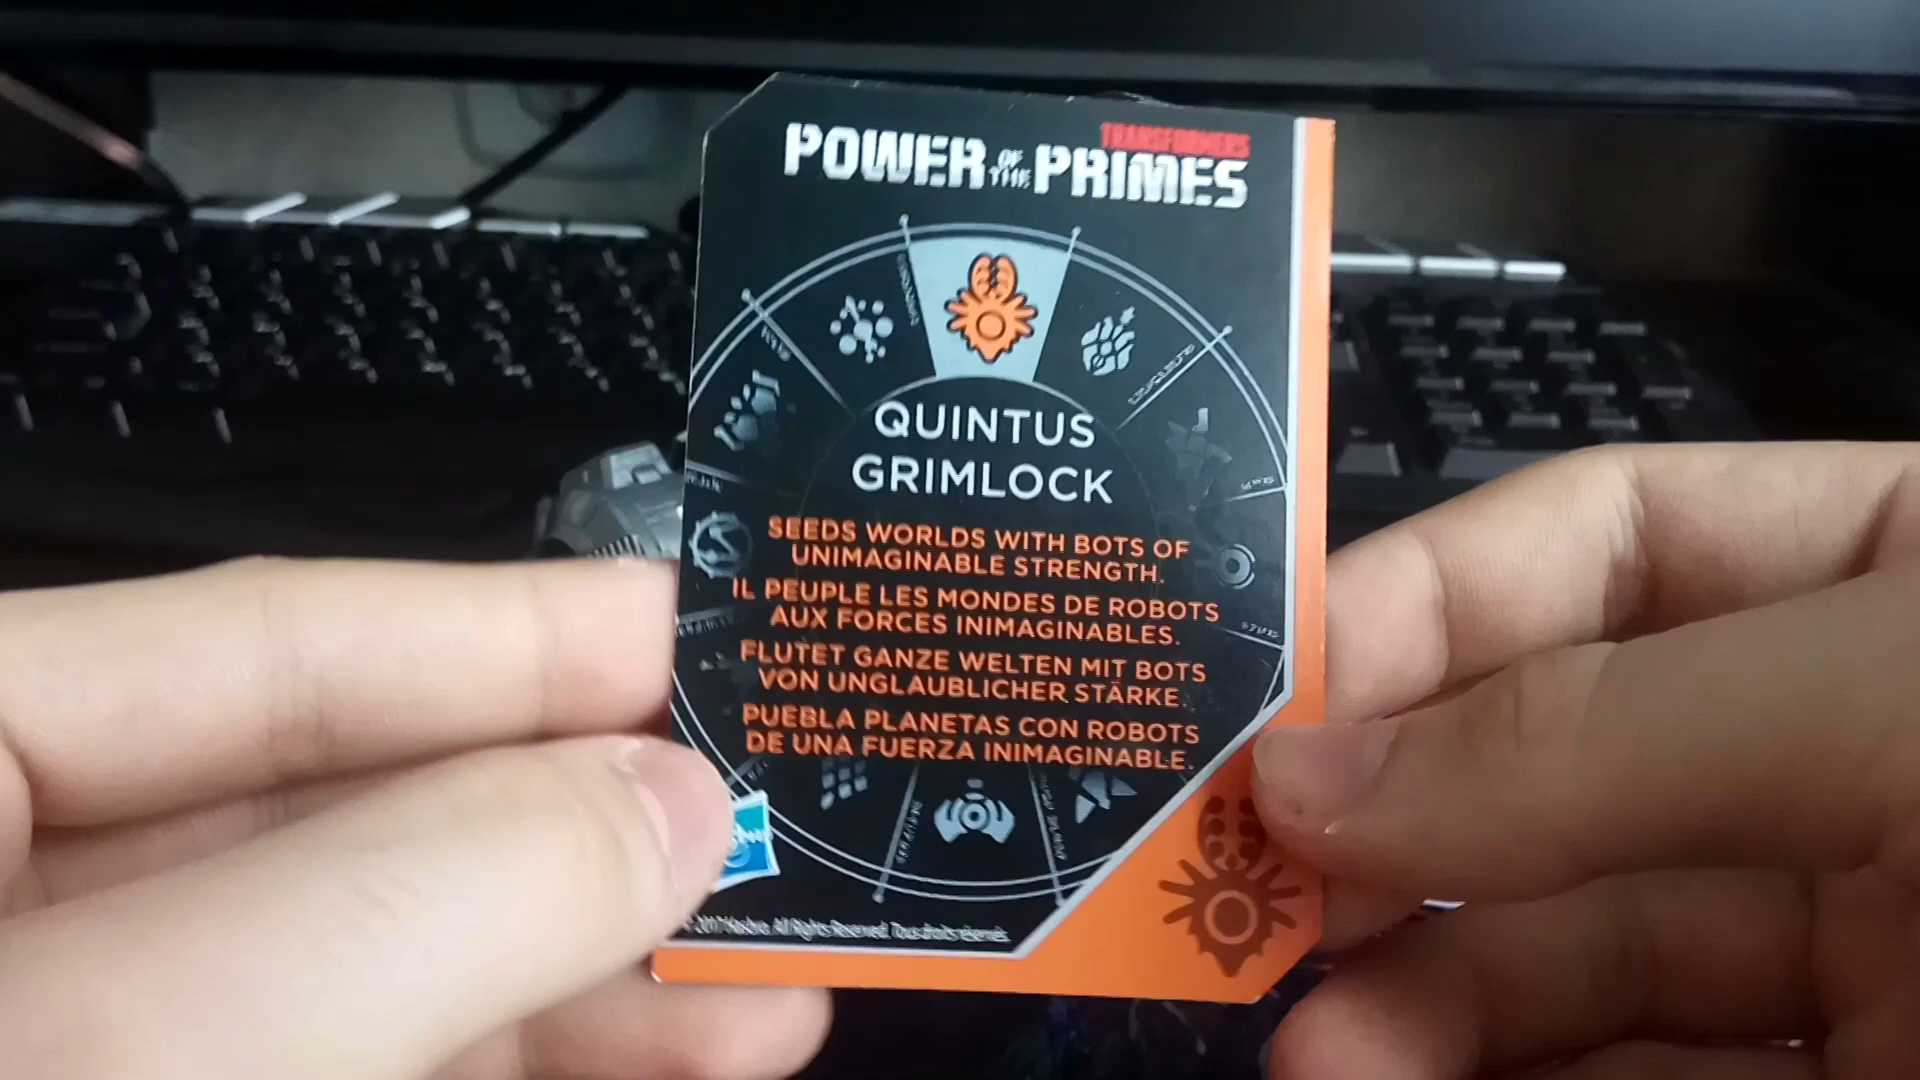 TRANSFORMERS
POWER OF THE PRIMES
QUINTUS
GRIMLOCK
SEEDS WORLDS WITH BOTS OF
UNIMAGINABLE STRENGTH.
IL PEUPLE LES MONDES DE ROBOTS
AUX FORCES INIMAGINABLES.
FLUTET GANZE WELTEN MIT BOTS
VON UNGLAUBLICHER STÄRKE.
PUEBLA PLANETAS CON ROBOTS
DE UNA FUERZA INIMAGINABLE.
© 2017 Hasbro. All Rights Reserved. Tous droits réservés.